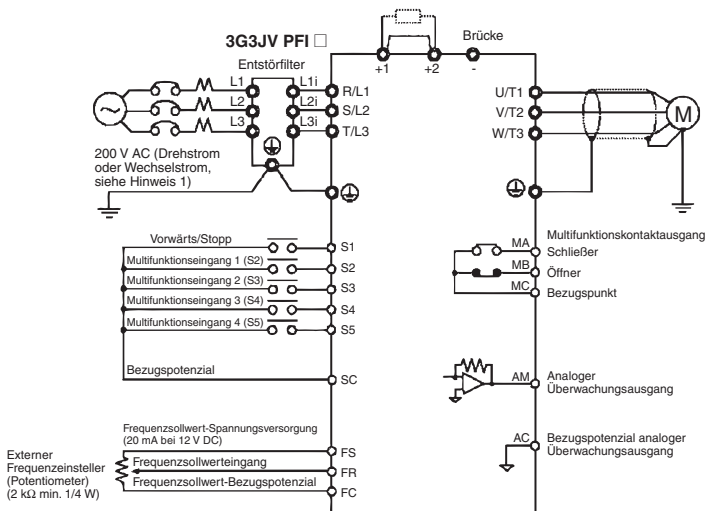 3G3JV PFI □
Entstörfilter
Brücke
+1
+2
-
L1
L1i
R/L1
L2
L2i
S/L2
L3
L3i
T/L3
U/T1
V/T2
W/T3
M
200 V AC (Drehstrom
oder Wechselstrom,
siehe Hinweis 1)
Vorwärts/Stopp
S1
Multifunktionseingang 1 (S2)
S2
Multifunktionseingang 2 (S3)
S3
Multifunktionseingang 3 (S4)
S4
Multifunktionseingang 4 (S5)
S5
Bezugspotenzial
SC
Multifunktionskontaktausgang
MA
Schließer
MB
Öffner
MC
Bezugspunkt
AM
Analoger
Überwachungsausgang
AC
Bezugspotenzial analoger
Überwachungsausgang
Frequenzsollwert-Spannungsversorgung
(20 mA bei 12 V DC)
FS
Frequenzsollwerteingang
FR
Frequenzsollwert-Bezugspotenzial
FC
Externer
Frequenzeinsteller
(Potentiometer)
(2 kΩ min. 1/4 W)